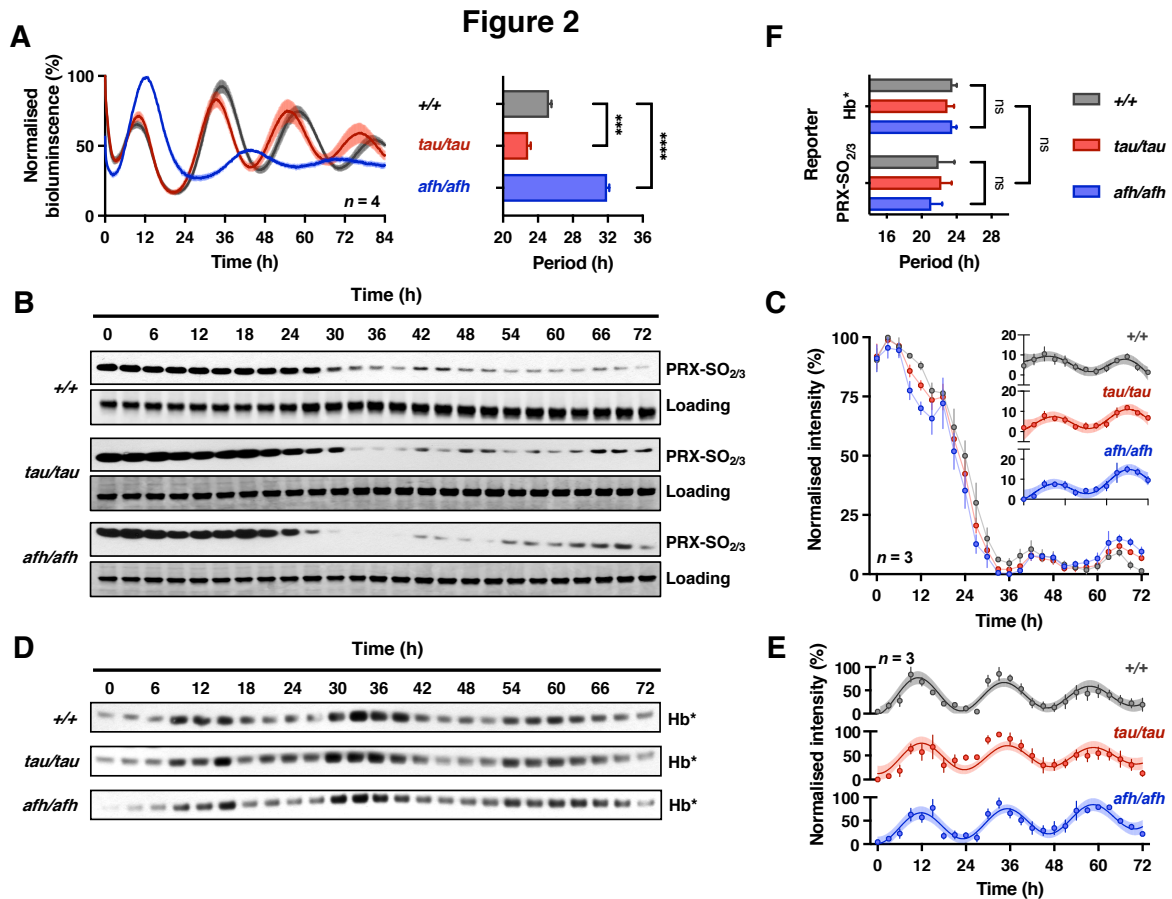 Figure 2
A
Normalised bioluminscence (%)
100
50
0
n = 4
0 12 24 36 48 60 72 84
Time (h)
+/+
tau/tau
afh/afh
***
****
20 24 28 32 36
Period (h)
F
Reporter
Hb*
PRX-SO2/3
ns
ns
ns
16 20 24 28
Period (h)
+/+
tau/tau
afh/afh
B
Time (h)
0 6 12 18 24 30 36 42 48 54 60 66 72
+/+
PRX-SO2/3
Loading
tau/tau
PRX-SO2/3
Loading
afh/afh
PRX-SO2/3
Loading
C
Normalised intensity (%)
100
75
50
25
0
n = 3
0 12 24 36 48 60 72
Time (h)
+/+
20
10
0
tau/tau
20
10
0
afh/afh
20
10
0
D
Time (h)
0 6 12 18 24 30 36 42 48 54 60 66 72
+/+
Hb*
tau/tau
Hb*
afh/afh
Hb*
E
Normalised intensity (%)
n = 3
+/+
100
50
0
tau/tau
100
50
0
afh/afh
100
50
0
0 12 24 36 48 60 72
Time (h)